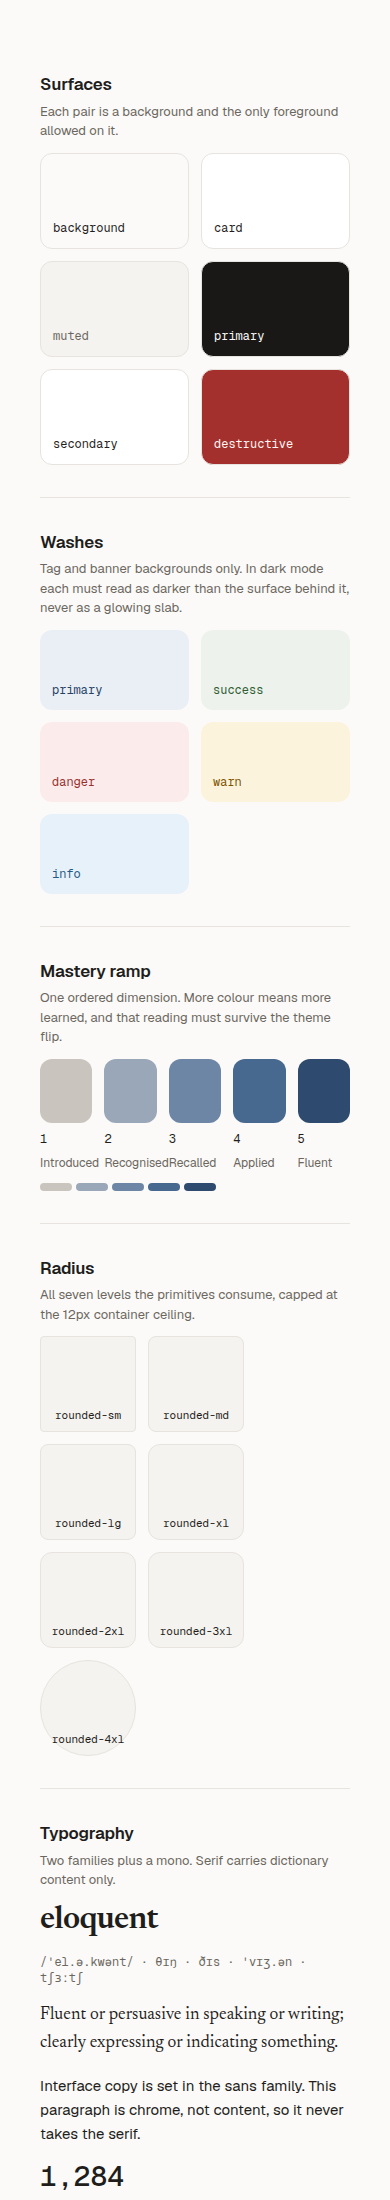 Surfaces
Each pair is a background and the only foreground
allowed on it.
background
card
muted
primary
secondary
destructive
Washes
Tag and banner backgrounds only. In dark mode
each must read as darker than the surface behind it,
never as a glowing slab.
primary
success
danger
warn
info
Mastery ramp
One ordered dimension. More colour means more
learned, and that reading must survive the theme
flip.
1 2 3 4 5
Introduced Recognised Recalled Applied Fluent
Radius
All seven levels the primitives consume, capped at
the 12px container ceiling.
rounded-sm
rounded-md
rounded-lg
rounded-xl
rounded-2xl
rounded-3xl
rounded-4xl
Typography
Two families plus a mono. Serif carries dictionary
content only.
eloquent
/ˈel.ə.kwənt/ · θɪŋ · ðɪs · ˈvɪʒ.ən ·
tʃɜːtʃ
Fluent or persuasive in speaking or writing;
clearly expressing or indicating something.
Interface copy is set in the sans family. This
paragraph is chrome, not content, so it never
takes the serif.
1,284